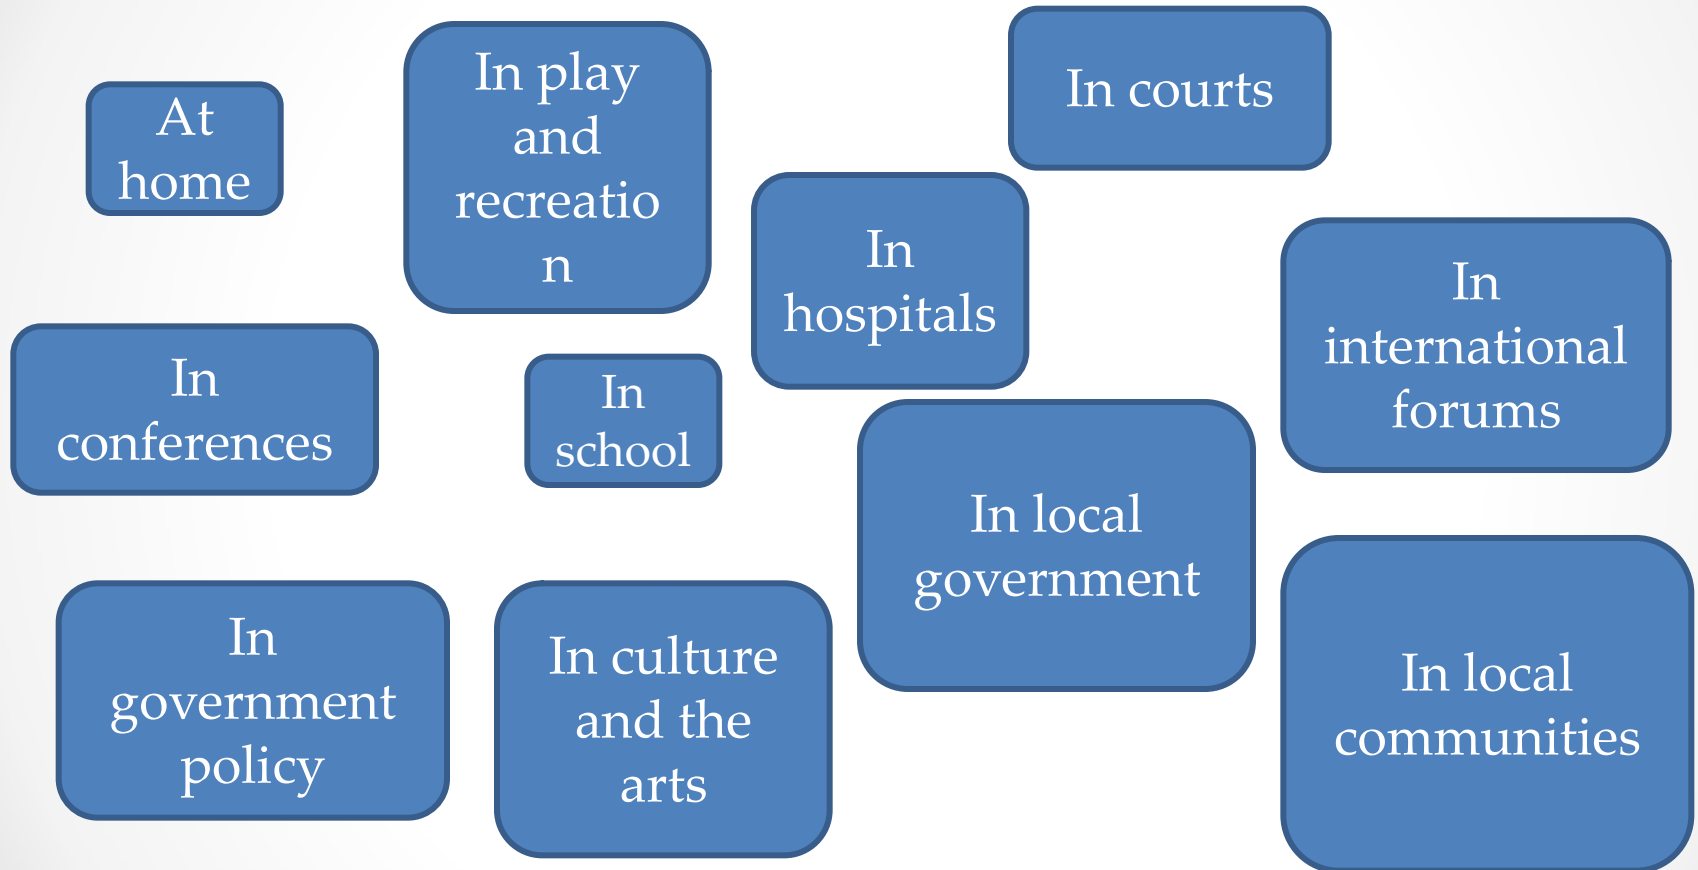 At
home
In play
and
recreatio
n
In courts
In
hospitals
In
international
forums
In
conferences
In
school
In local
government
In
government
policy
In culture
and the
arts
In local
communities